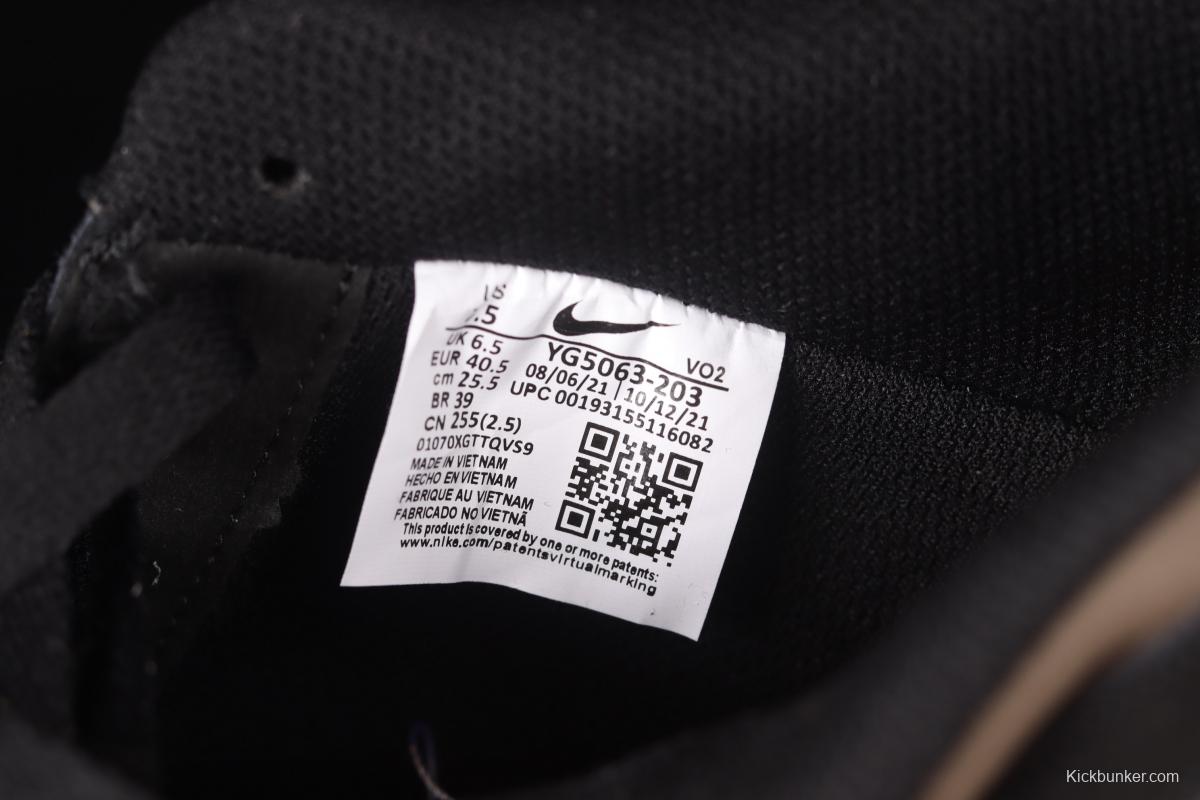 US
.5
UK 6.5
EUR 40.5
cm 25.5
BR 39
CN 255(2.5)
01070XGTTQVS9
MADE IN VIETNAM
HECHO EN VIETNAM
FABRIQUE AU VIETNAM
FABRICADO NO VIETNÃ
This product is covered by one or more patents:
www.nike.com/patentsvirtualmarking
VO2
YG5063-203
08/06/21 | 10/12/21
UPC 00193155116082
Kickbunker.com